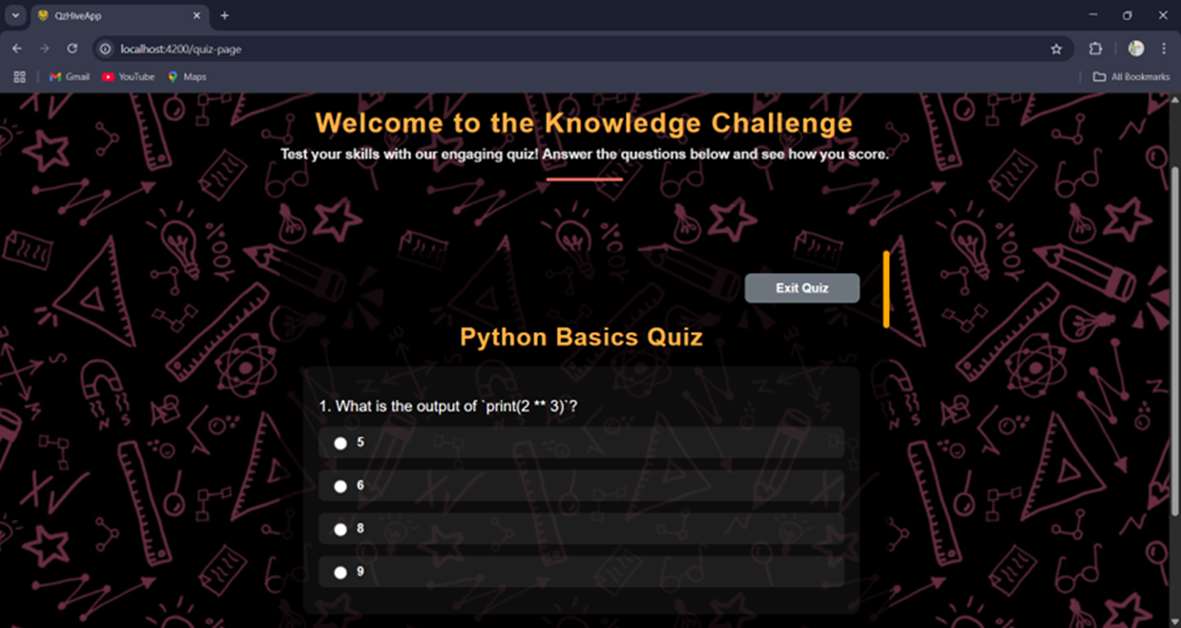 QzHiveApp
localhost:4200/quiz-page
Gmail YouTube Maps All Bookmarks
Welcome to the Knowledge Challenge
Test your skills with our engaging quiz! Answer the questions below and see how you score.
Exit Quiz
Python Basics Quiz
1. What is the output of `print(2 ** 3)`?
5
6
8
9